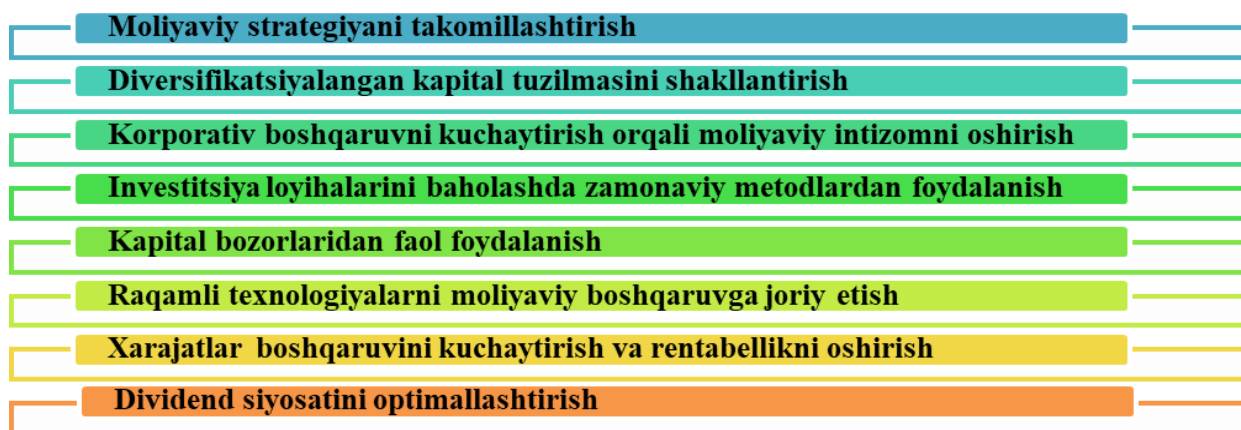 Moliyaviy strategiyani takomillashtirish
Diversifikatsiyalangan kapital tuzilmasini shakllantirish
Korporativ boshqaruvni kuchaytirish orqali moliyaviy intizomni oshirish
Investitsiya loyihalarini baholashda zamonaviy metodlardan foydalanish
Kapital bozorlaridan faol foydalanish
Raqamli texnologiyalarni moliyaviy boshqaruvga joriy etish
Xarajatlar boshqaruvini kuchaytirish va rentabellikni oshirish
Dividend siyosatini optimallashtirish